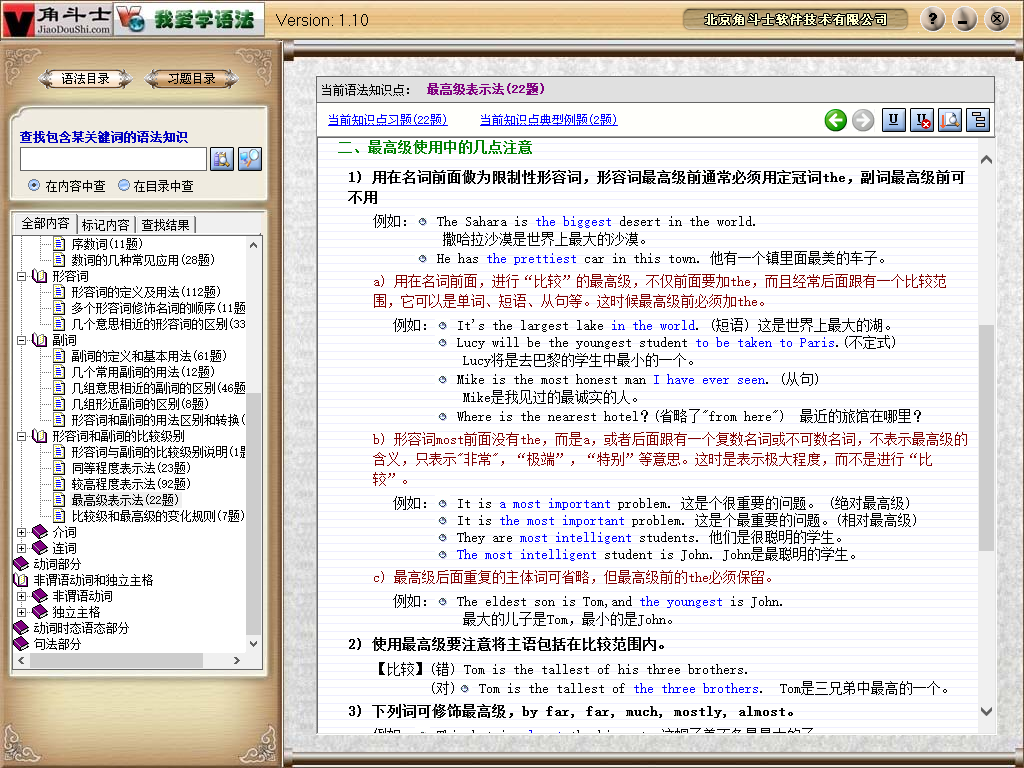 角斗士
JiaoDouShi.com
我爱学语法
Version: 1.10
北京角斗士软件技术有限公司
语法目录
习题目录
查找包含某关键词的语法知识
在内容中查
在目录中查
全部内容
标记内容
查找结果
序数词(11题)
数词的几种常见应用(28题)
形容词
形容词的定义及用法(112题)
多个形容词修饰名词的顺序(11题
几个意思相近的形容词的区别(33
副词
副词的定义和基本用法(61题)
几个常用副词的用法(12题)
几组意思相近的副词的区别(46题
几组形近副词的区别(8题)
形容词和副词的用法区别和转换(
形容词和副词的比较级别
形容词与副词的比较级别说明(1题
同等程度表示法(23题)
较高程度表示法(92题)
最高级表示法(22题)
比较级和最高级的变化规则(7题)
介词
连词
动词部分
非谓语动词和独立主格
非谓语动词
独立主格
动词时态语态部分
句法部分
当前语法知识点： 最高级表示法(22题)
当前知识点习题(22题)
当前知识点典型例题(2题)
二、最高级使用中的几点注意
1) 用在名词前面做为限制性形容词，形容词最高级前通常必须用定冠词the，副词最高级前可
不用
例如： The Sahara is the biggest desert in the world.
撒哈拉沙漠是世界上最大的沙漠。
He has the prettiest car in this town. 他有一个镇里面最美的车子。
a) 用在名词前面，进行“比较”的最高级，不仅前面要加the，而且经常后面跟有一个比较范
围，它可以是单词、短语、从句等。这时候最高级前必须加the。
例如： It's the largest lake in the world. (短语) 这是世界上最大的湖。
Lucy will be the youngest student to be taken to Paris.(不定式)
Lucy将是去巴黎的学生中最小的一个。
Mike is the most honest man I have ever seen. (从句)
Mike是我见过的最诚实的人。
Where is the nearest hotel？(省略了"from here") 最近的旅馆在哪里？
b) 形容词most前面没有the，而是a，或者后面跟有一个复数名词或不可数名词，不表示最高级的
含义，只表示"非常"，“极端”，“特别”等意思。这时是表示极大程度，而不是进行“比
较”。
例如： It is a most important problem. 这是个很重要的问题。 (绝对最高级)
It is the most important problem. 这是个最重要的问题。(相对最高级)
They are most intelligent students. 他们是很聪明的学生。
The most intelligent student is John. John是最聪明的学生。
c) 最高级后面重复的主体词可省略，但最高级前的the必须保留。
例如： The eldest son is Tom,and the youngest is John.
最大的儿子是Tom，最小的是John。
2) 使用最高级要注意将主语包括在比较范围内。
【比较】(错) Tom is the tallest of his three brothers.
(对) Tom is the tallest of the three brothers. Tom是三兄弟中最高的一个。
3) 下列词可修饰最高级，by far, far, much, mostly, almost。